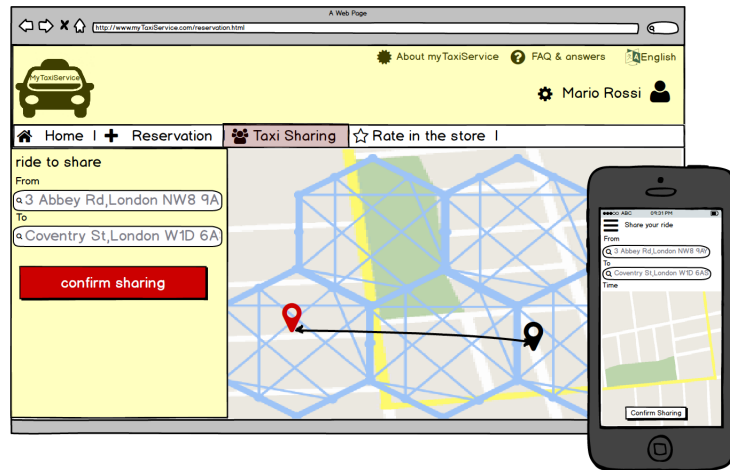 A Web Page
http://www.myTaxiService.com/reservation.html
About myTaxiService FAQ & answers English
MyTaxiService
Mario Rossi
Home | Reservation | Taxi Sharing Rate in the store |
ride to share
From
3 Abbey Rd,London NW8 9A
To
Coventry St,London W1D 6A
confirm sharing
ABC 09:31 PM
Share your ride
From
3 Abbey Rd,London NW8 9AY
To
Coventry St,London W1D 6AS
Time
Confirm Sharing